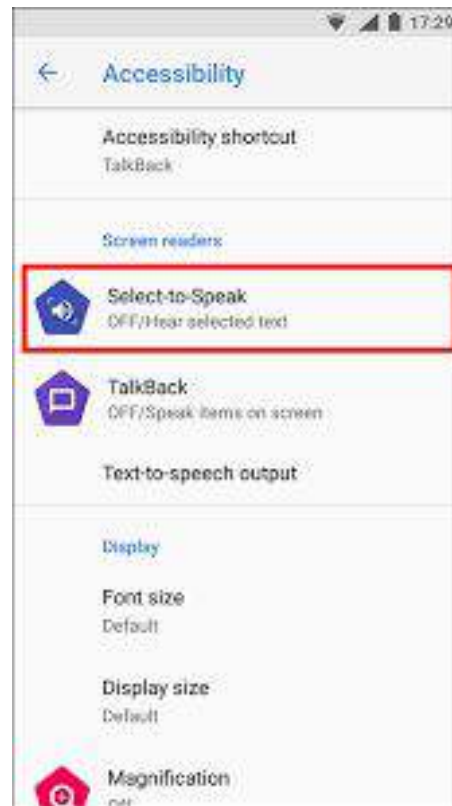 17:29
Accessibility
Accessibility shortcut
TalkBack
Screen readers
Select-to-Speak
OFF/Hear selected text
TalkBack
OFF/Speak items on screen
Text-to-speech output
Display
Font size
Default
Display size
Default
Magnification
Off